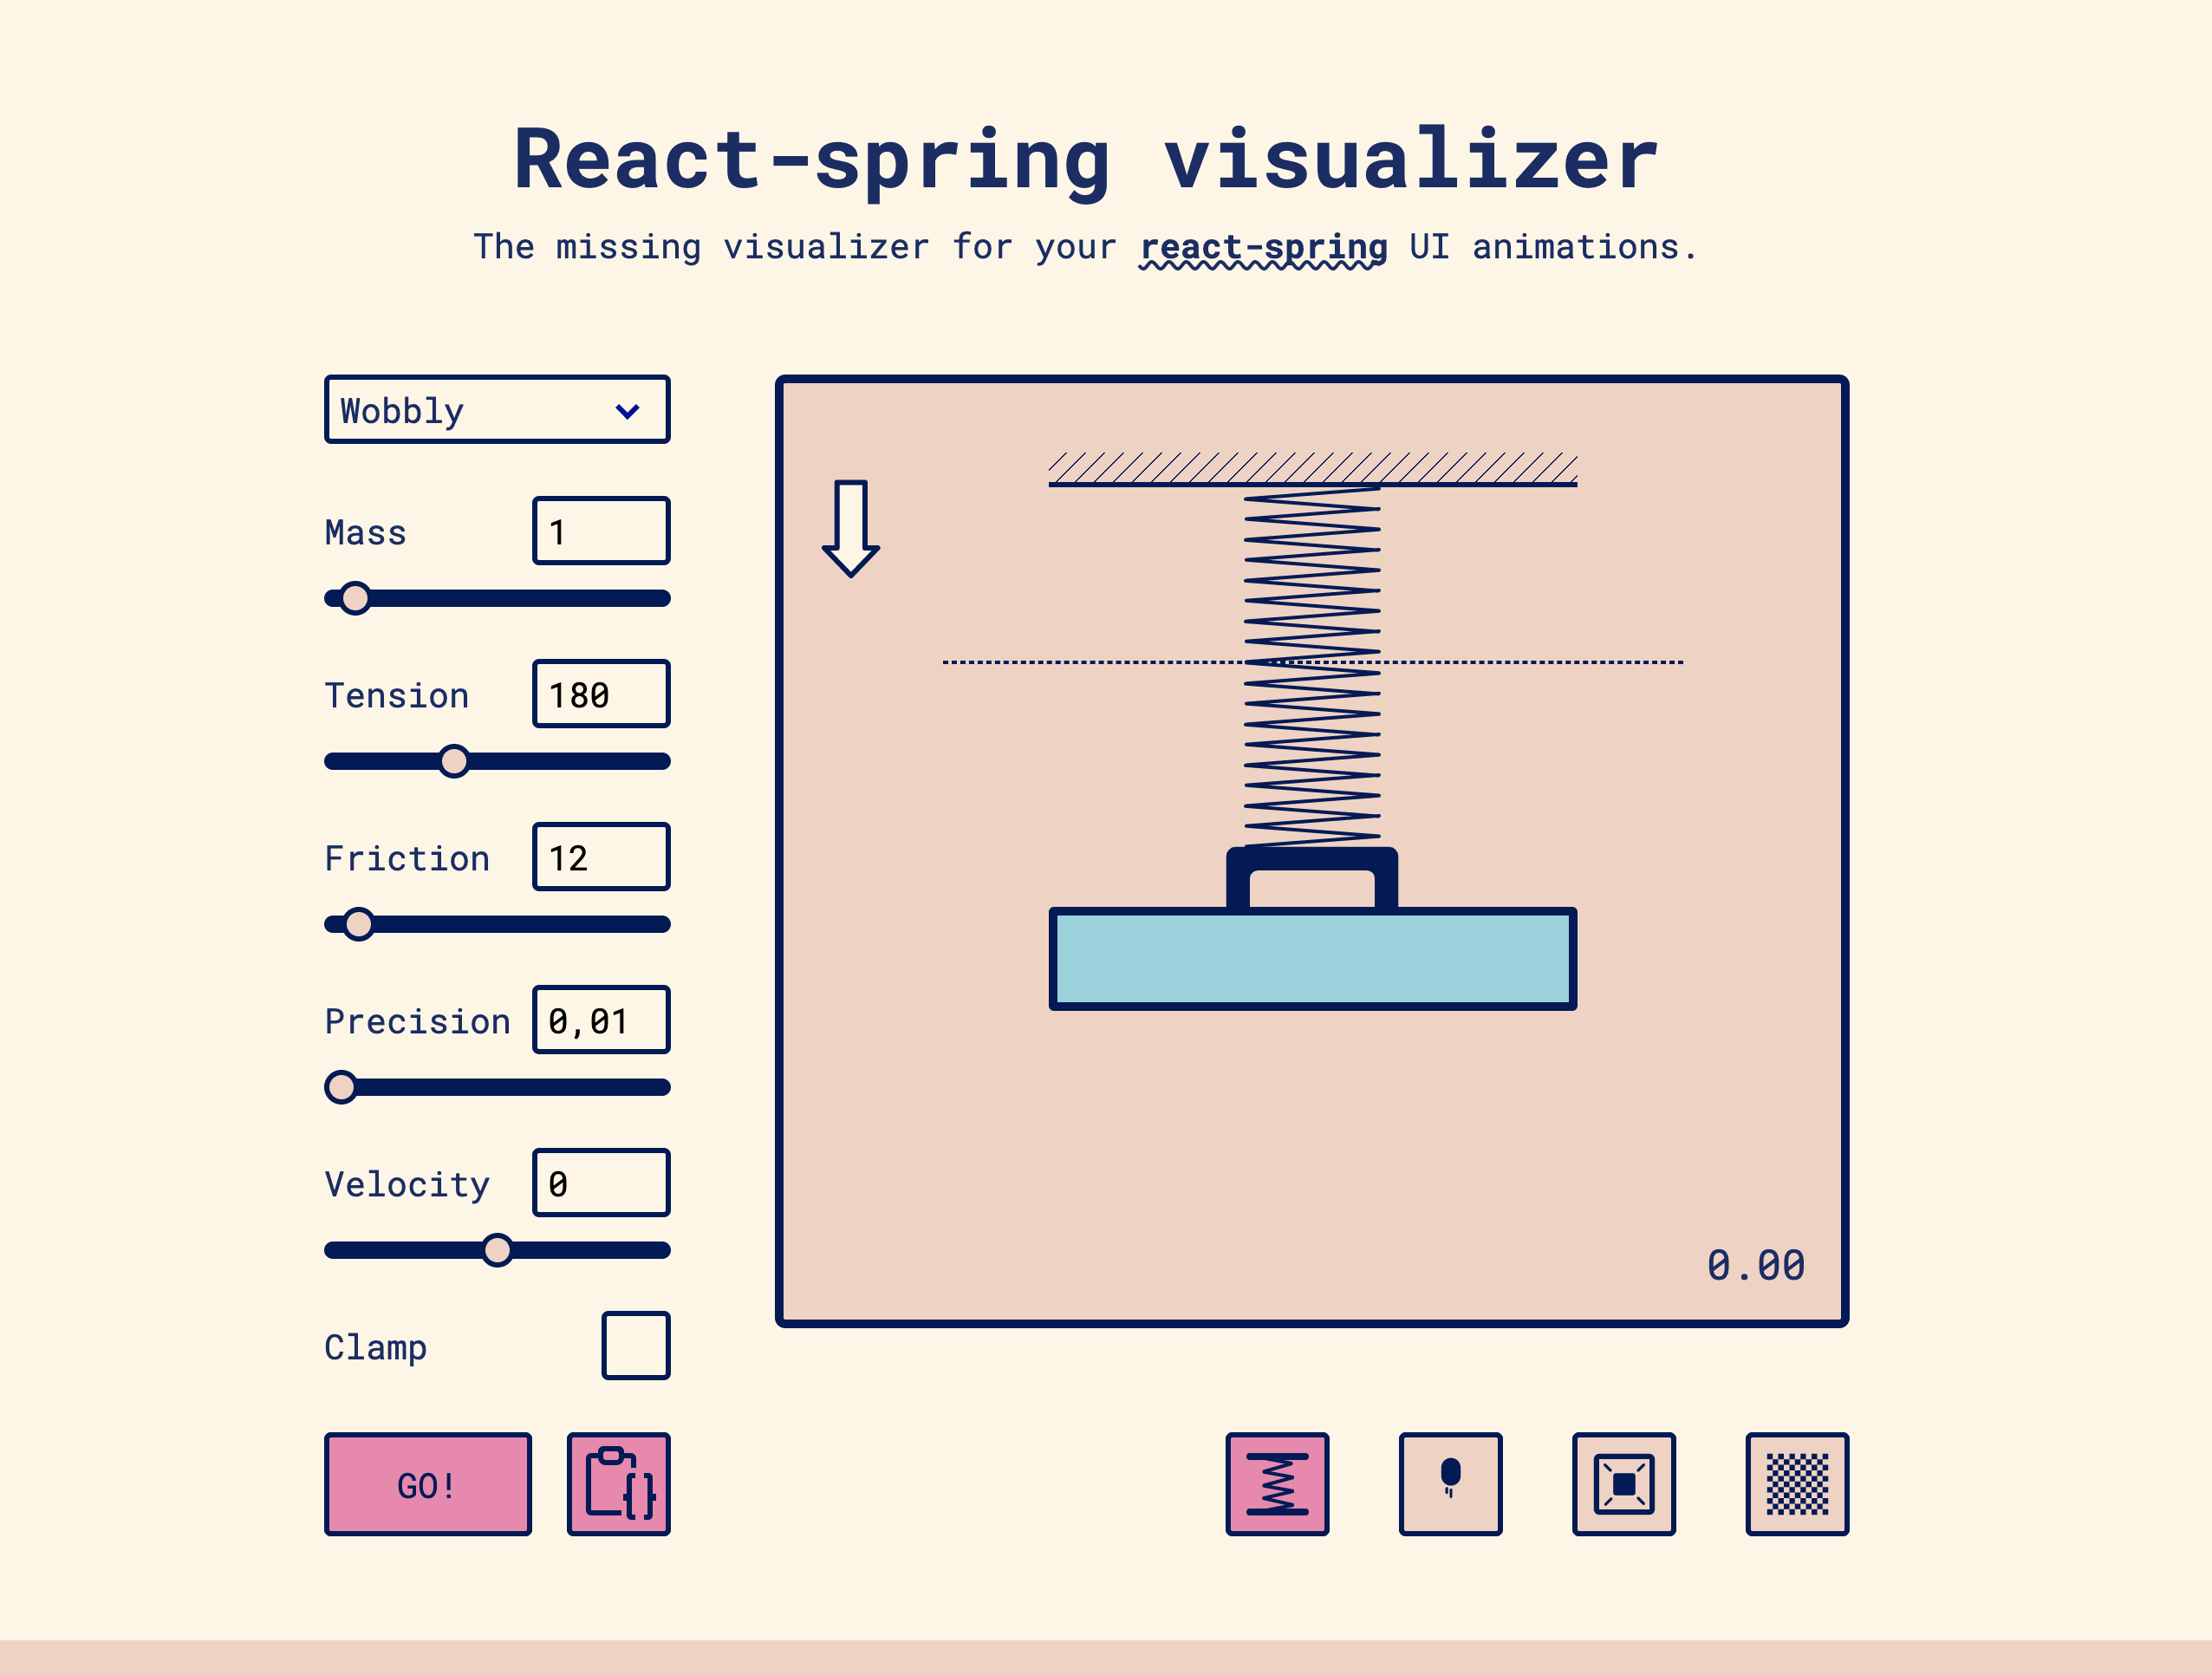 React-spring visualizer
The missing visualizer for your react-spring UI animations.
Wobbly
Mass 1
Tension 180
Friction 12
Precision 0,01
Velocity 0
Clamp
GO!
0.00